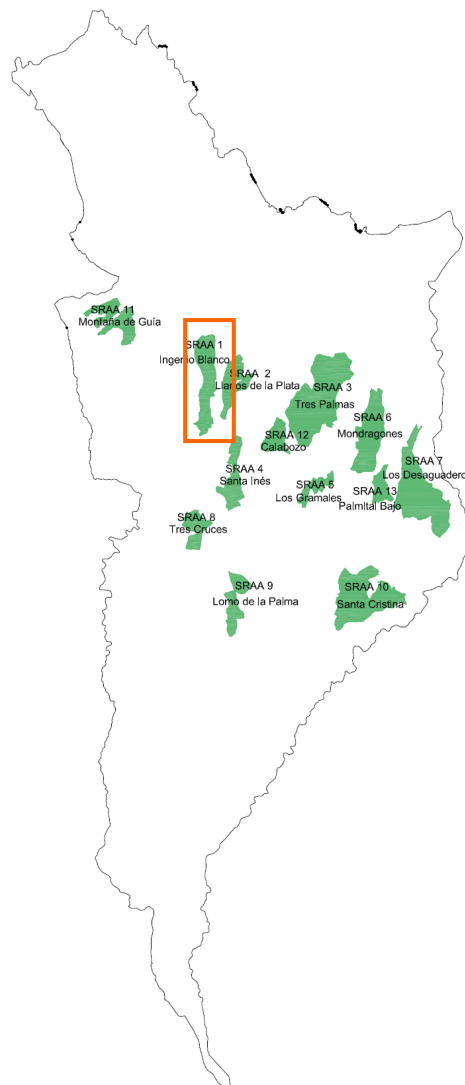 SRAA 11
Montaña de Guía
SRAA 1
Ingenio Blanco
SRAA 2
Llanos de la Plata
SRAA 3
Tres Palmas
SRAA 6
Mondragones
SRAA 12
Calabozo
SRAA 7
Los Desaguadero
SRAA 4
Santa Inés
SRAA 5
Los Gramales
SRAA 13
Palmital Bajo
SRAA 8
Tres Cruces
SRAA 9
Lomo de la Palma
SRAA 10
Santa Cristina